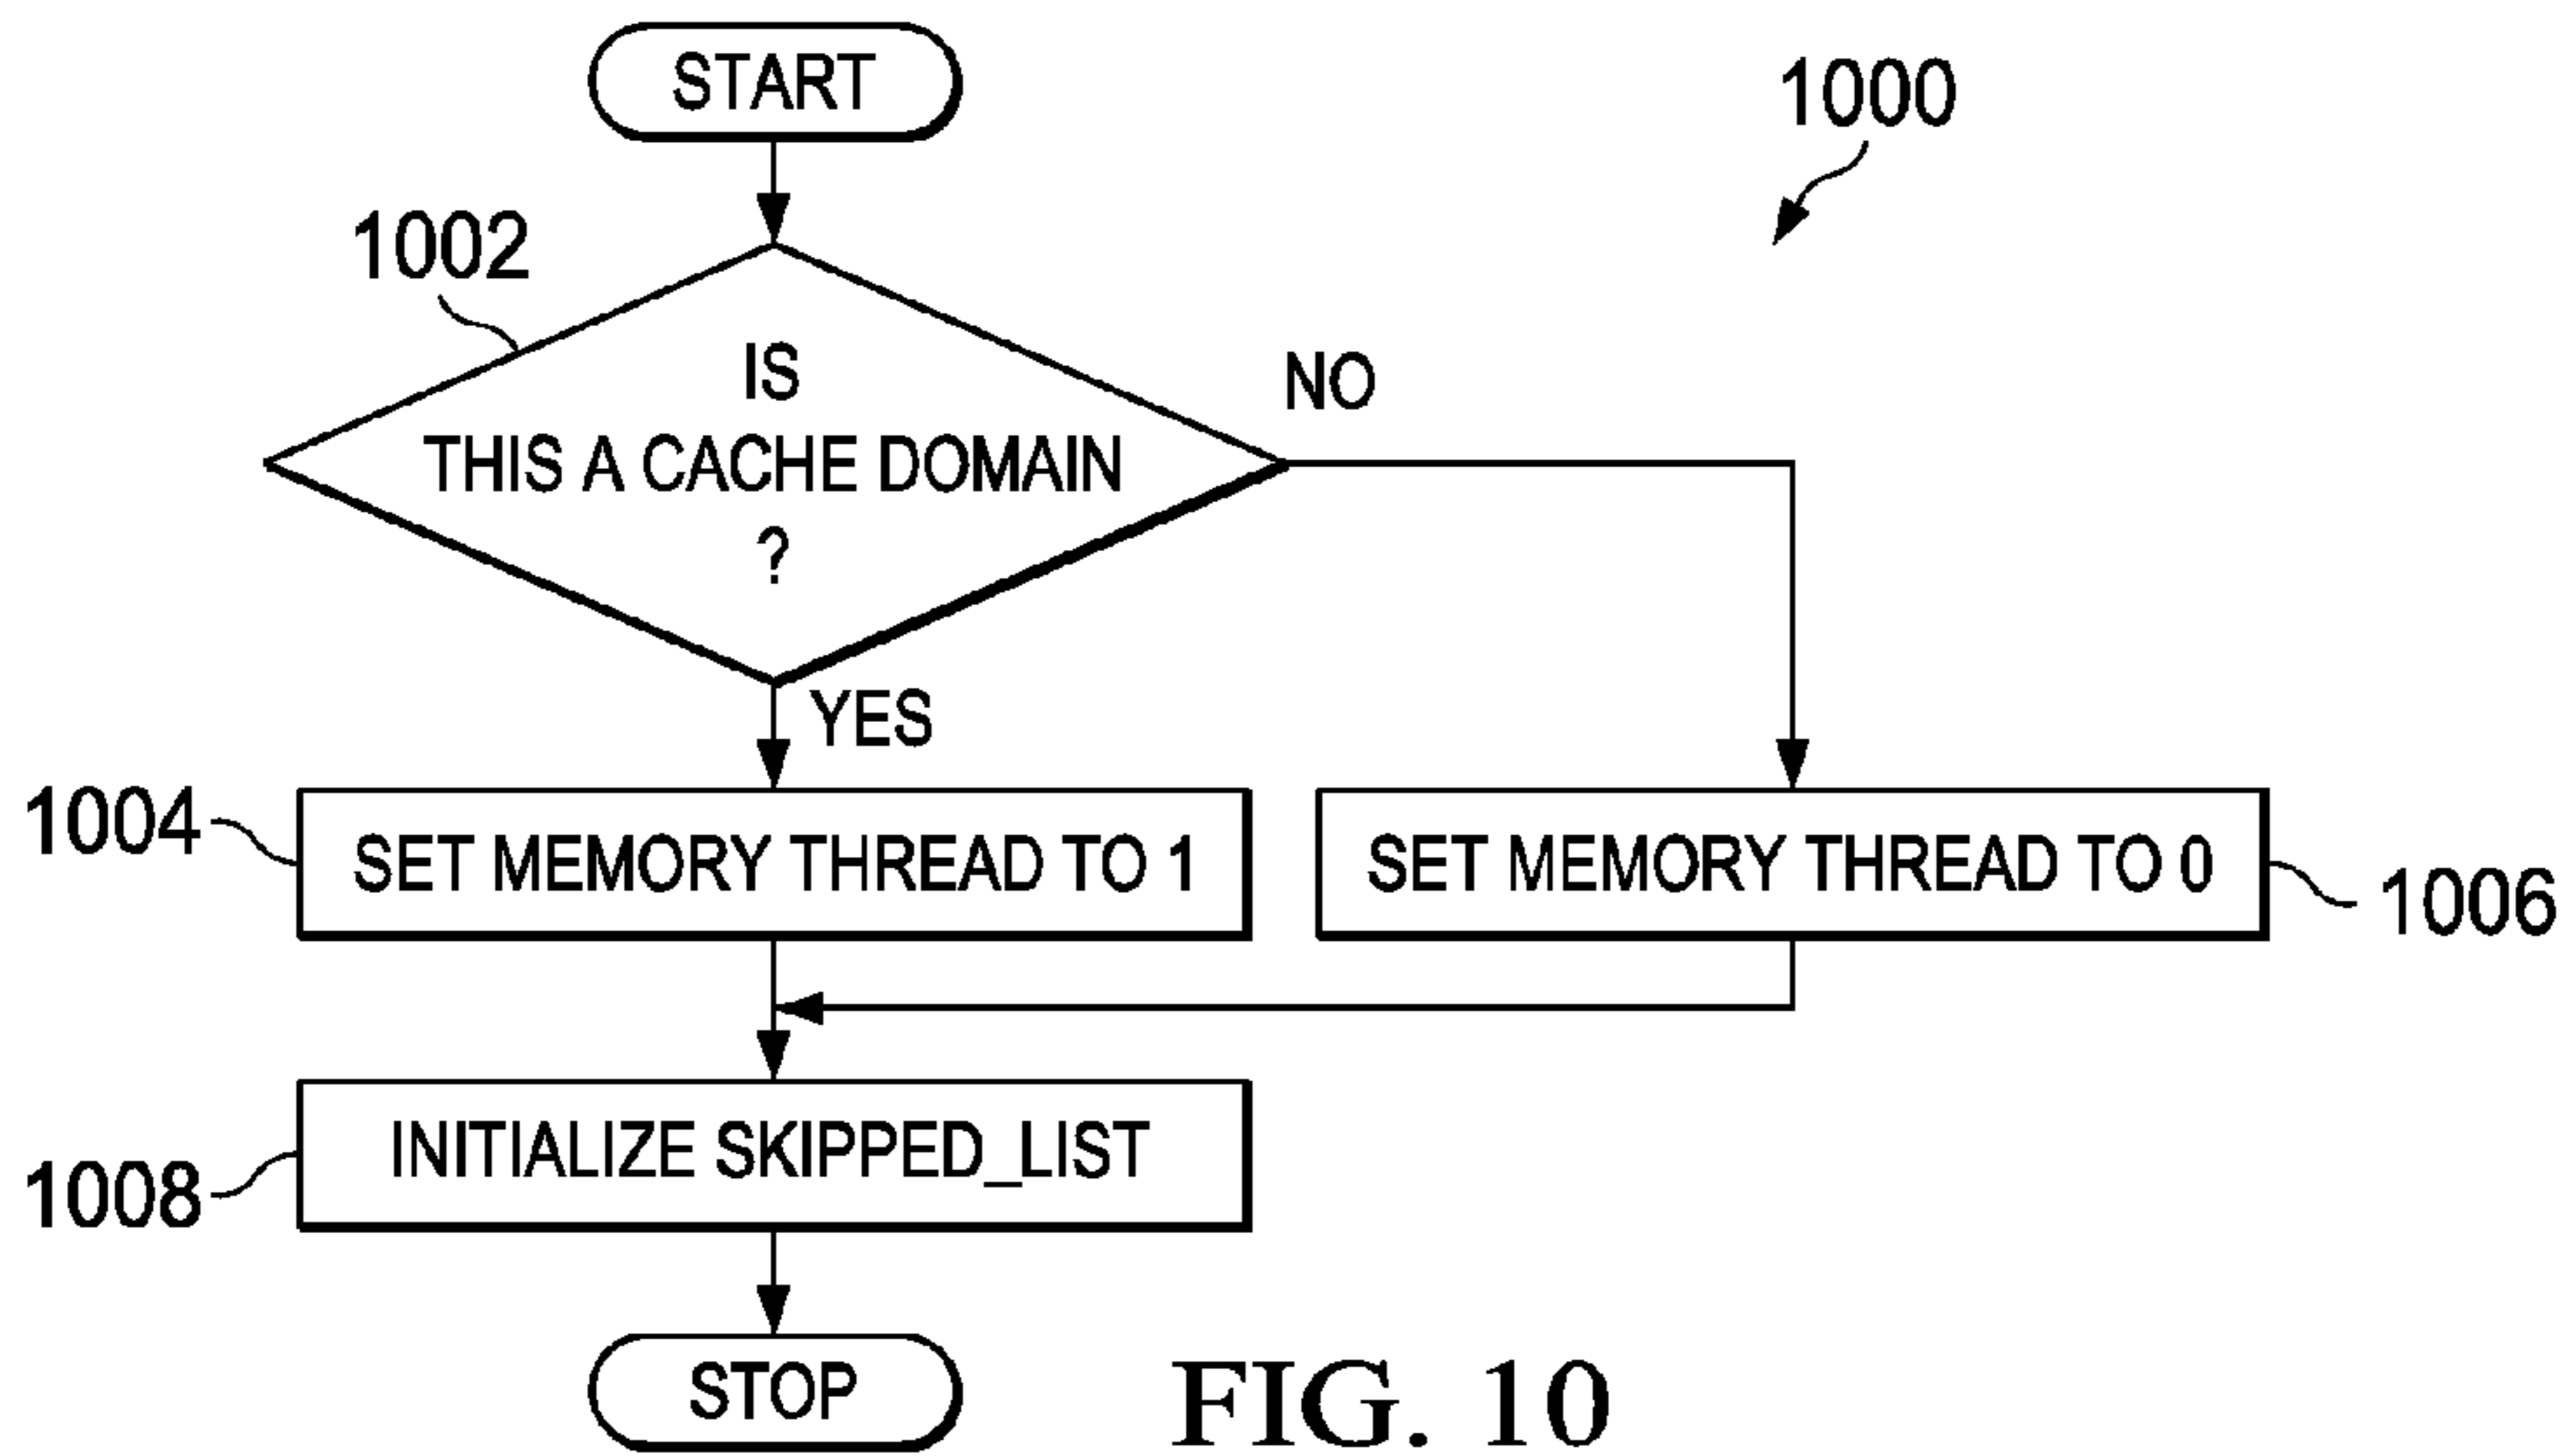 START
1000
1002
IS
THIS A CACHE DOMAIN
?
NO
YES
1004
SET MEMORY THREAD TO 1
SET MEMORY THREAD TO 0
1006
INITIALIZE SKIPPED_LIST
1008
STOP
FIG. 10